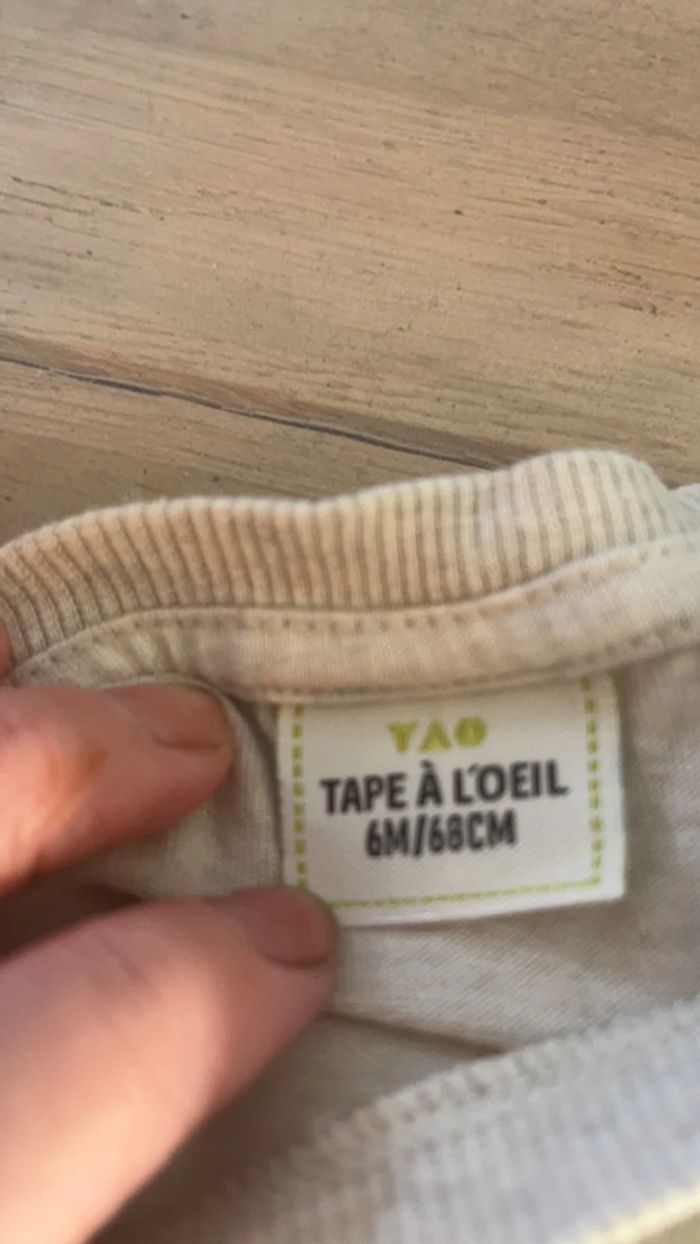 TAO
TAPE À L'OEIL
6M/68CM